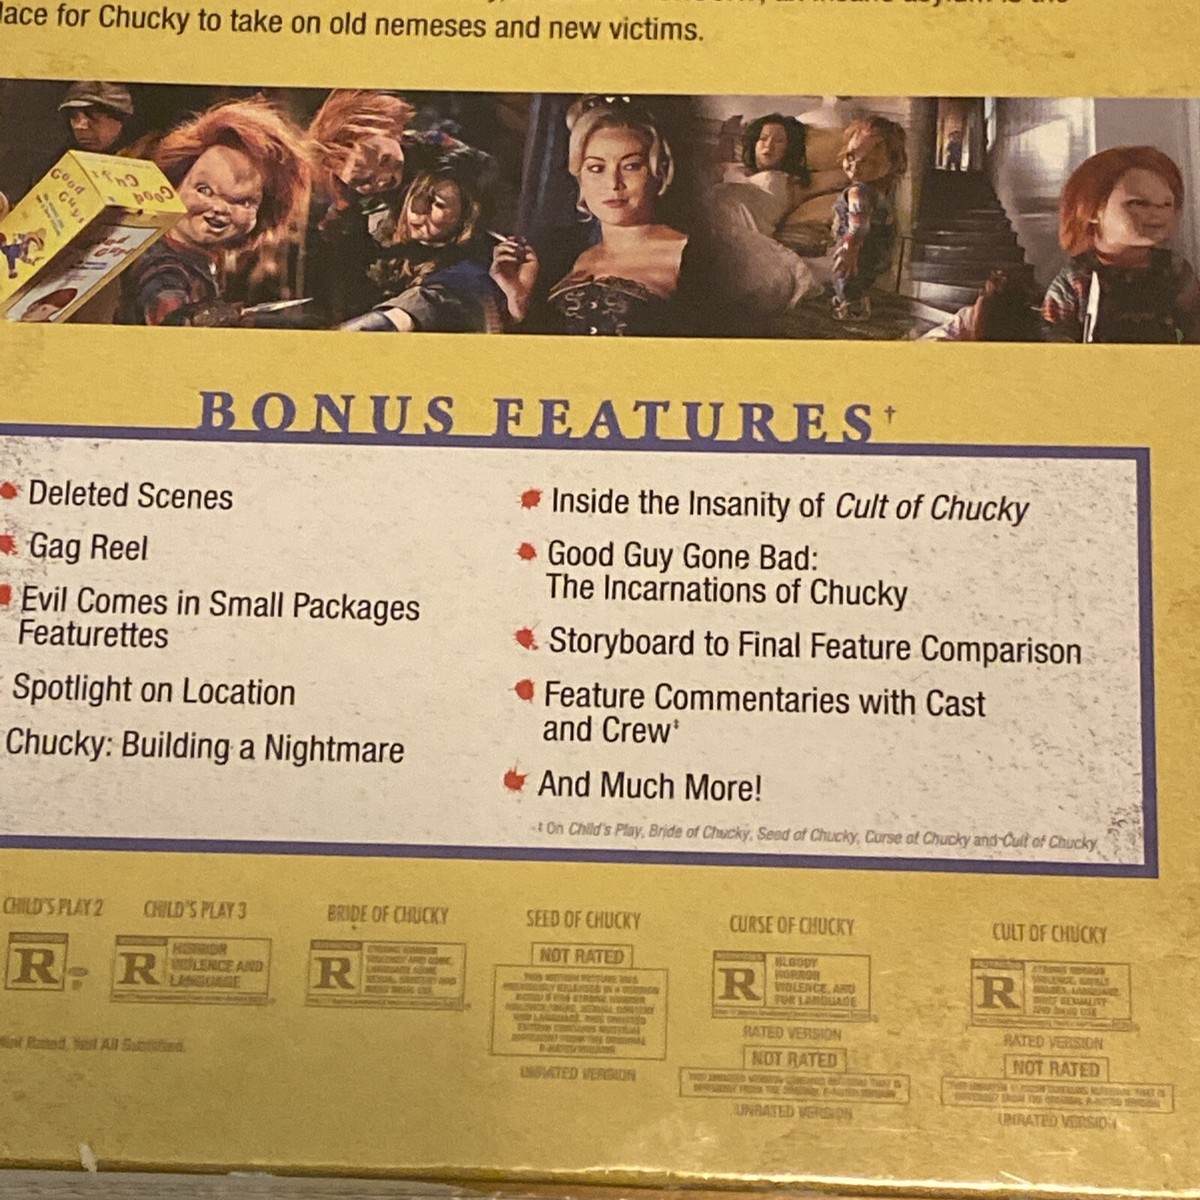 lace for Chucky to take on old nemeses and new victims.
Good Guys
Good
BONUS FEATURES†
Deleted Scenes
Gag Reel
Evil Comes in Small Packages
Featurettes
Spotlight on Location
Chucky: Building a Nightmare
Inside the Insanity of Cult of Chucky
Good Guy Gone Bad:
The Incarnations of Chucky
Storyboard to Final Feature Comparison
Feature Commentaries with Cast
and Crew‡
And Much More!
‡ On Child's Play, Bride of Chucky, Seed of Chucky, Curse of Chucky and Cult of Chucky
CHILD'S PLAY 2
R
CHILD'S PLAY 3
R
HORROR
VIOLENCE AND
LANGUAGE
BRIDE OF CHUCKY
R
SEED OF CHUCKY
NOT RATED
UNRATED VERSION
CURSE OF CHUCKY
R
BLOODY
HORROR
VIOLENCE, AND
FOR LANGUAGE
RATED VERSION
NOT RATED
UNRATED VERSION
CULT OF CHUCKY
R
RATED VERSION
NOT RATED
UNRATED VERSION